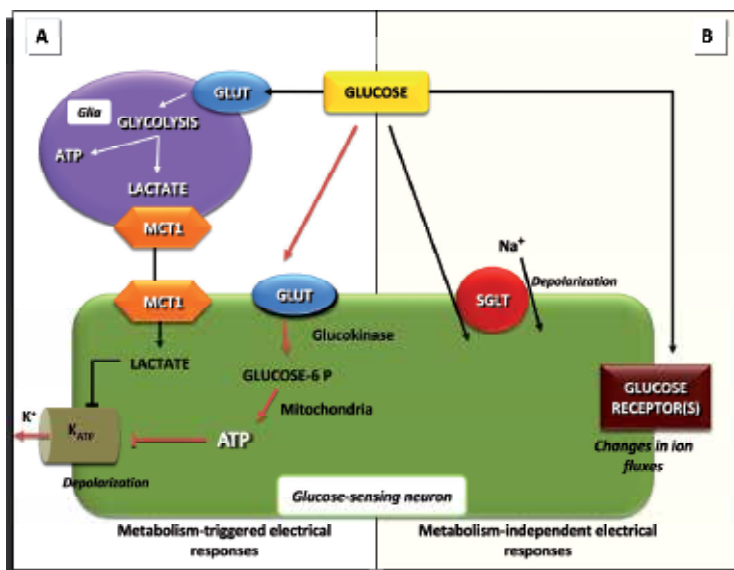 A
B
GLUT
GLUCOSE
Glia
GLYCOLYSIS
ATP
LACTATE
MCT1
Na⁺
MCT1
GLUT
SGLT
Depolarization
Glucokinase
LACTATE
GLUCOSE-6 P
GLUCOSE
RECEPTOR(S)
Mitochondria
K⁺
K_ATP
ATP
Changes in ion
fluxes
Depolarization
Glucose-sensing neuron
Metabolism-triggered electrical
responses
Metabolism-independent electrical
responses